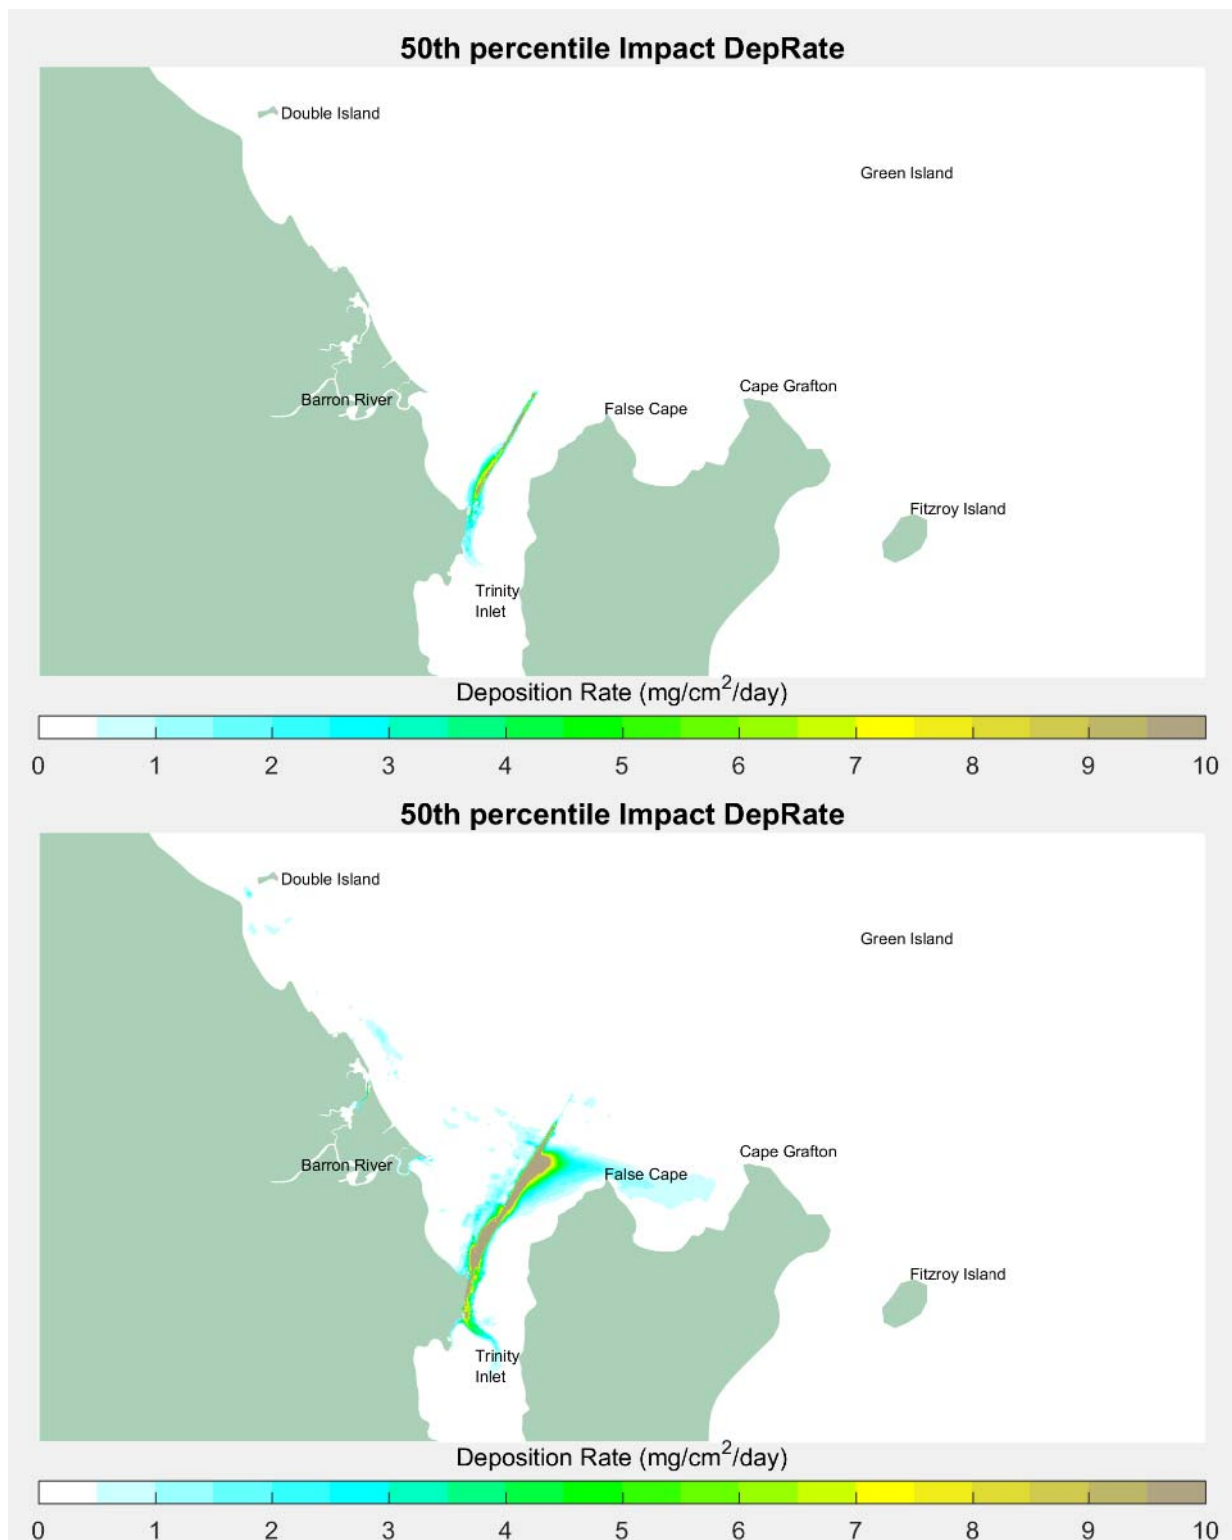 50th percentile Impact DepRate
Double Island
Green Island
Cape Grafton
Barron River
False Cape
Fitzroy Island
Trinity
Inlet
Deposition Rate (mg/cm²/day)
0 1 2 3 4 5 6 7 8 9 10
50th percentile Impact DepRate
Double Island
Green Island
Cape Grafton
Barron River
False Cape
Fitzroy Island
Trinity
Inlet
Deposition Rate (mg/cm²/day)
0 1 2 3 4 5 6 7 8 9 10